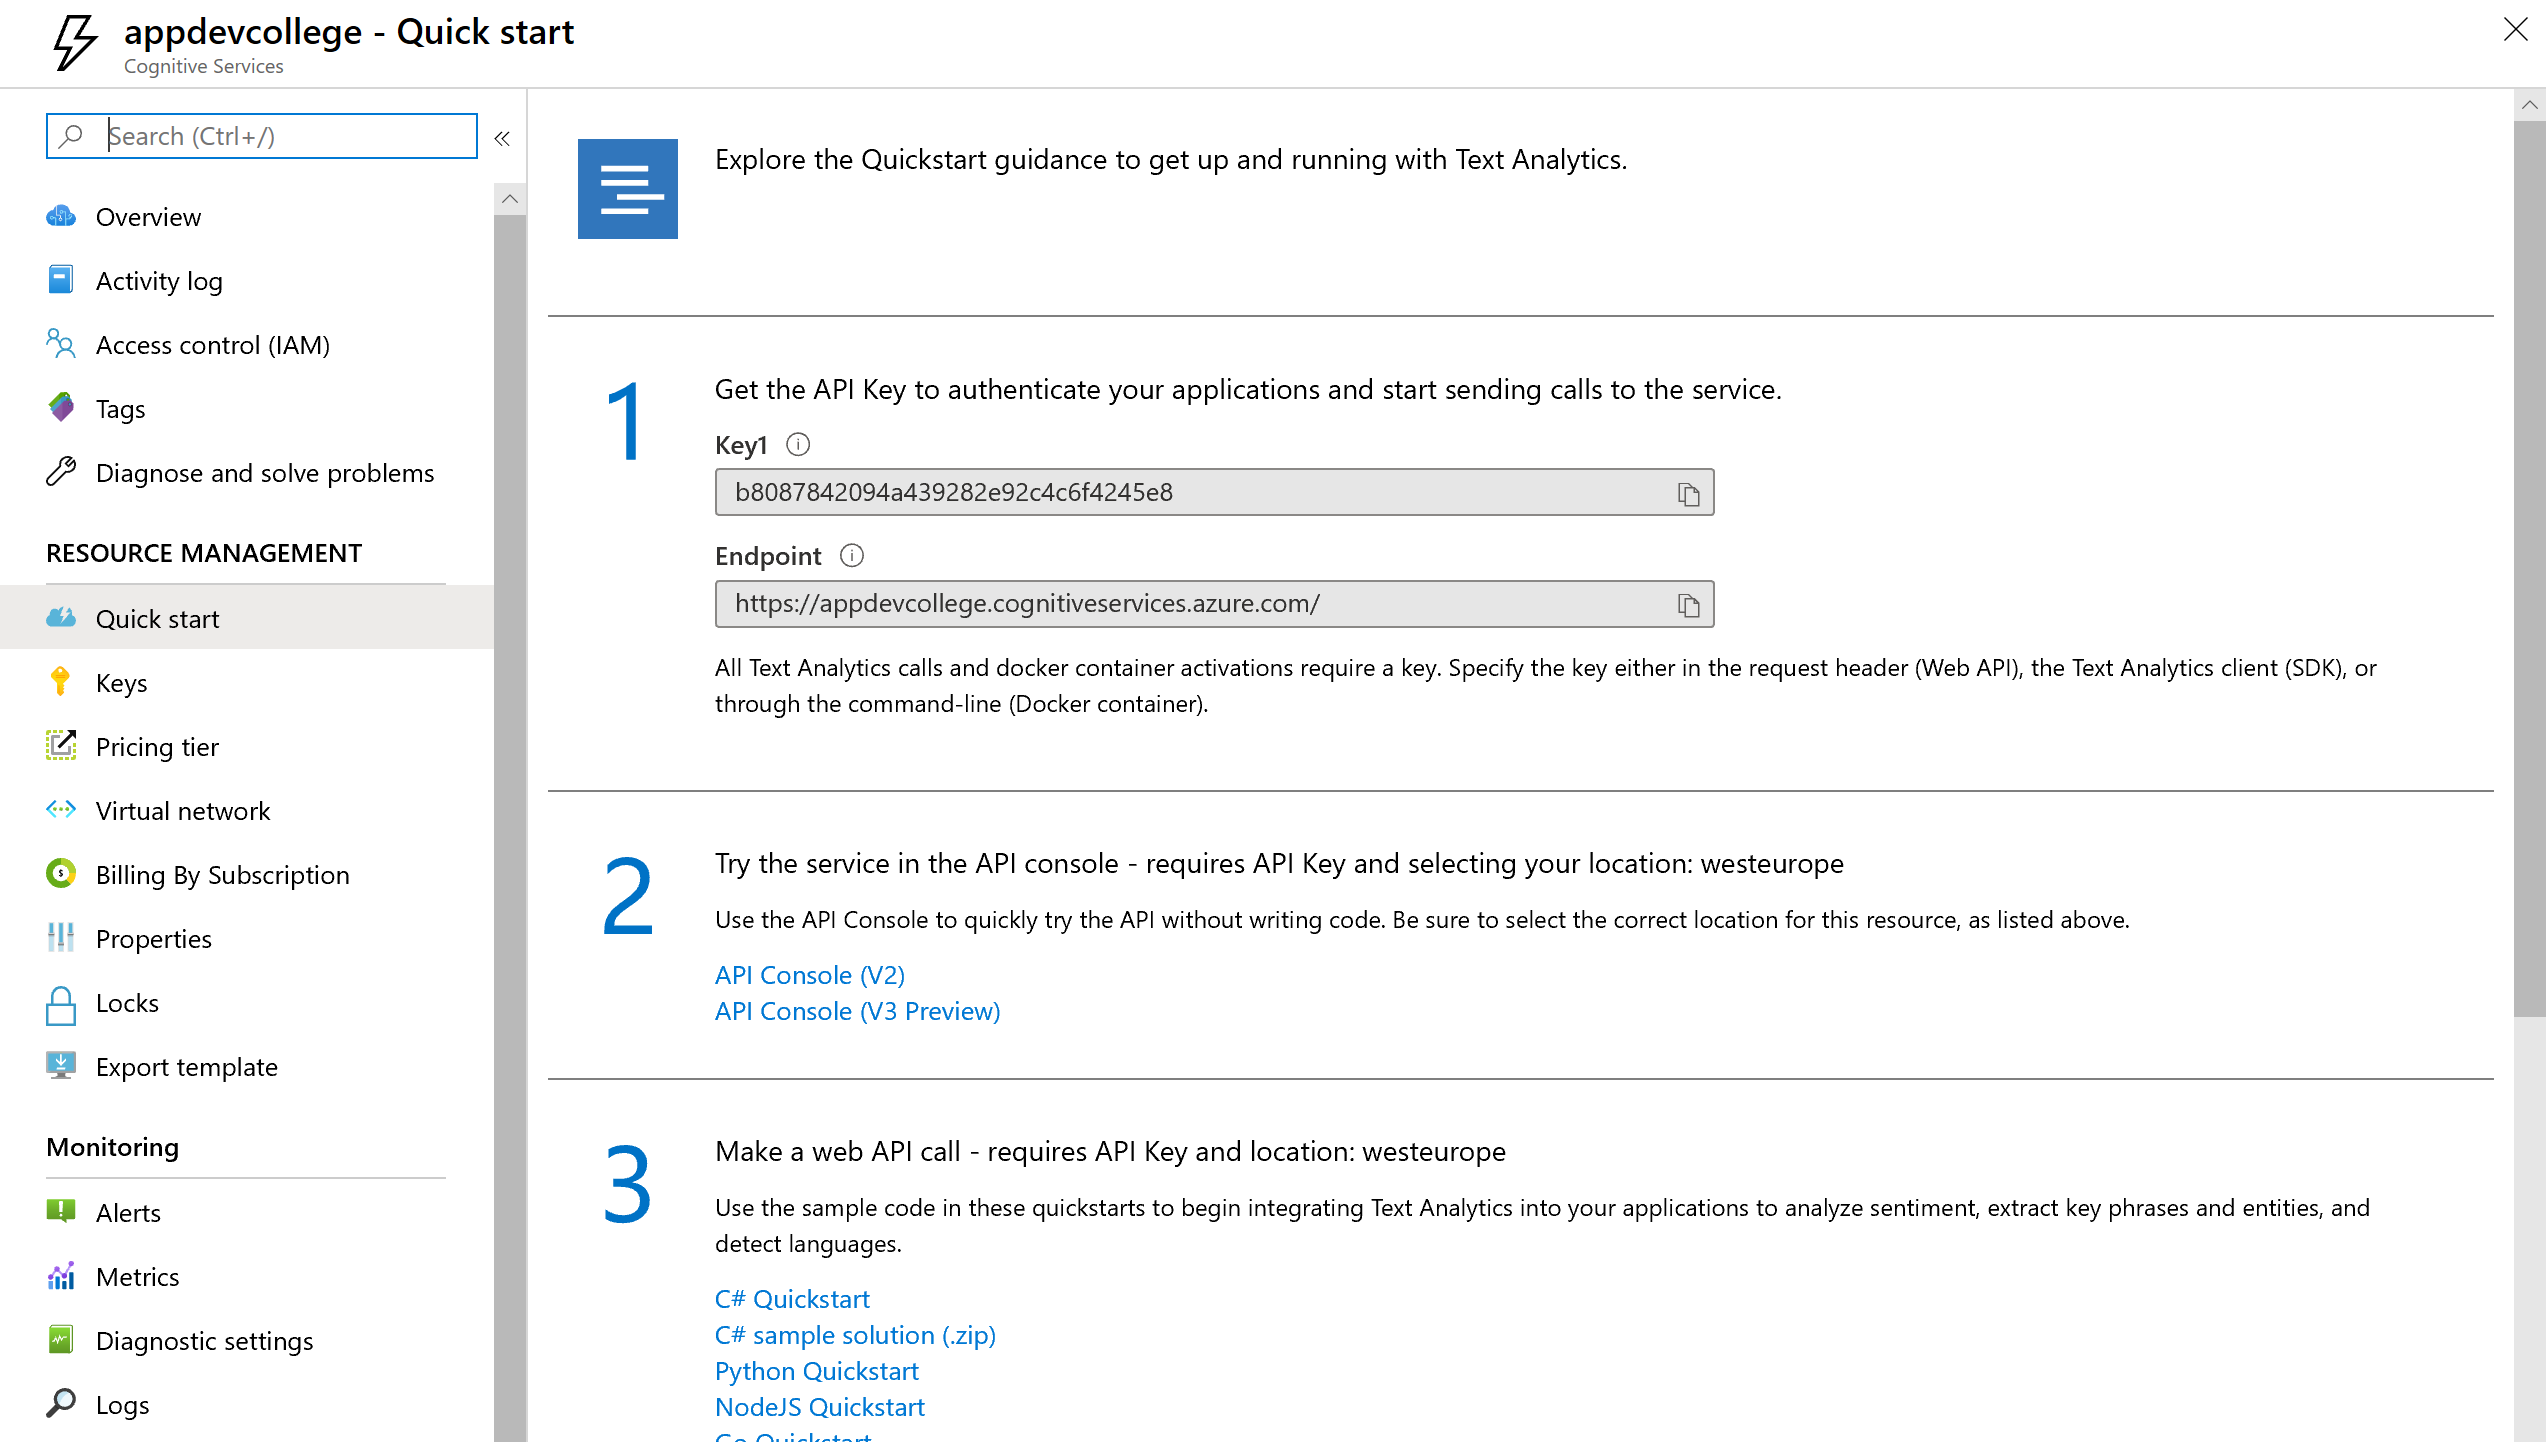 appdevcollege - Quick start
Cognitive Services
Search (Ctrl+/)
Overview
Activity log
Access control (IAM)
Tags
Diagnose and solve problems
RESOURCE MANAGEMENT
Quick start
Keys
Pricing tier
Virtual network
Billing By Subscription
Properties
Locks
Export template
Monitoring
Alerts
Metrics
Diagnostic settings
Logs
Explore the Quickstart guidance to get up and running with Text Analytics.
1
Get the API Key to authenticate your applications and start sending calls to the service.
Key1
b8087842094a439282e92c4c6f4245e8
Endpoint
https://appdevcollege.cognitiveservices.azure.com/
All Text Analytics calls and docker container activations require a key. Specify the key either in the request header (Web API), the Text Analytics client (SDK), or
through the command-line (Docker container).
2
Try the service in the API console - requires API Key and selecting your location: westeurope
Use the API Console to quickly try the API without writing code. Be sure to select the correct location for this resource, as listed above.
API Console (V2)
API Console (V3 Preview)
3
Make a web API call - requires API Key and location: westeurope
Use the sample code in these quickstarts to begin integrating Text Analytics into your applications to analyze sentiment, extract key phrases and entities, and
detect languages.
C# Quickstart
C# sample solution (.zip)
Python Quickstart
NodeJS Quickstart
Go Quickstart